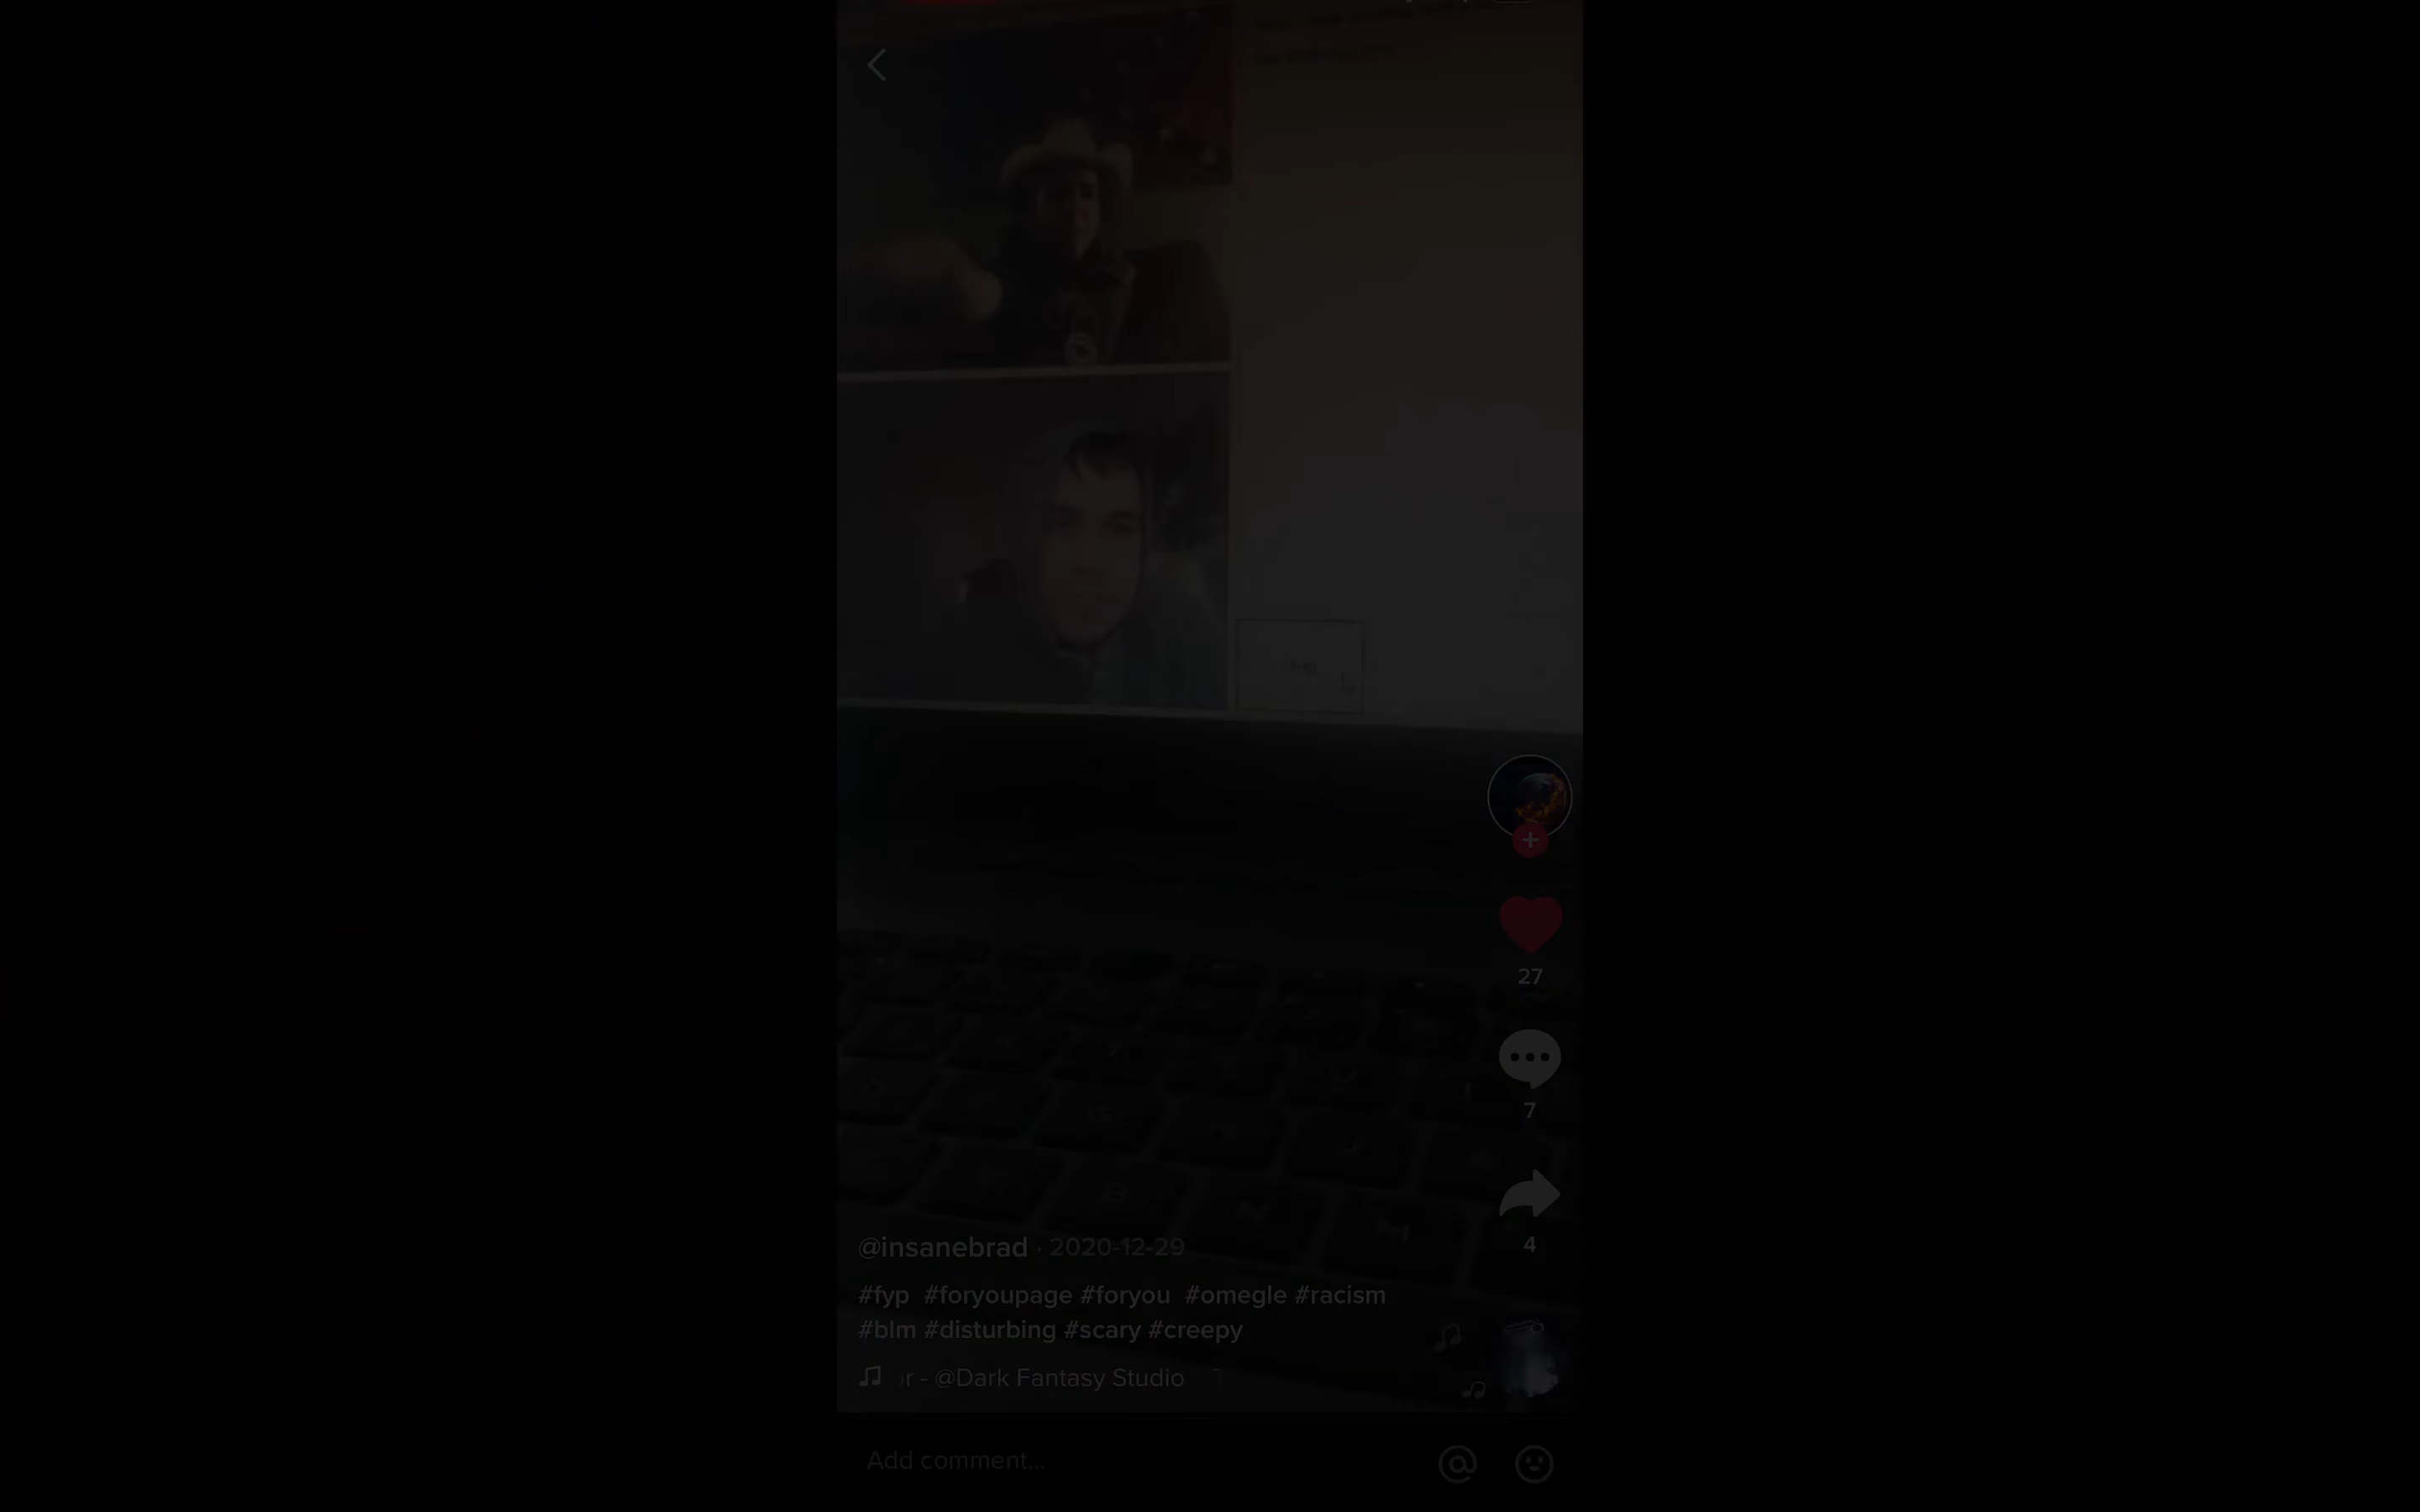 Stop
27
7
4
@insanebrad · 2020-12-29
#fyp #foryoupage #foryou #omegle #racism
#blm #disturbing #scary #creepy
r - @Dark Fantasy Studio
Add comment...